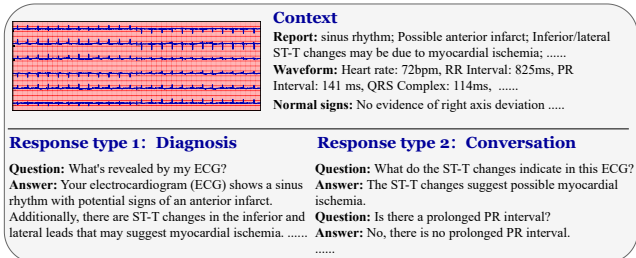 Context
Report: sinus rhythm; Possible anterior infarct; Inferior/lateral
ST-T changes may be due to myocardial ischemia; ......
Waveform: Heart rate: 72bpm, RR Interval: 825ms, PR
Interval: 141 ms, QRS Complex: 114ms, ......
Normal signs: No evidence of right axis deviation .....
Response type 1: Diagnosis
Question: What's revealed by my ECG?
Answer: Your electrocardiogram (ECG) shows a sinus
rhythm with potential signs of an anterior infarct.
Additionally, there are ST-T changes in the inferior and
lateral leads that may suggest myocardial ischemia. ......
Response type 2: Conversation
Question: What do the ST-T changes indicate in this ECG?
Answer: The ST-T changes suggest possible myocardial
ischemia.
Question: Is there a prolonged PR interval?
Answer: No, there is no prolonged PR interval.
......